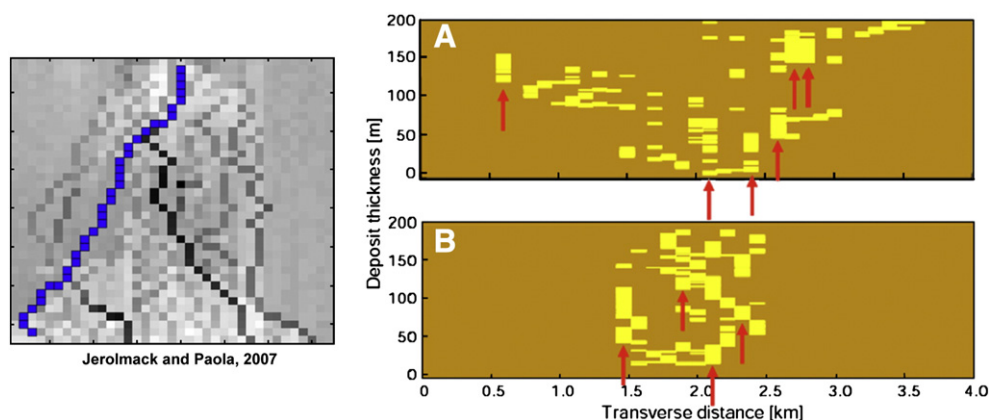 Jerolmack and Paola, 2007
Deposit thickness [m]
A
200
150
100
50
0
B
200
150
100
50
0
0 0.5 1.0 1.5 2.0 2.5 3.0 3.5 4.0
Transverse distance [km]